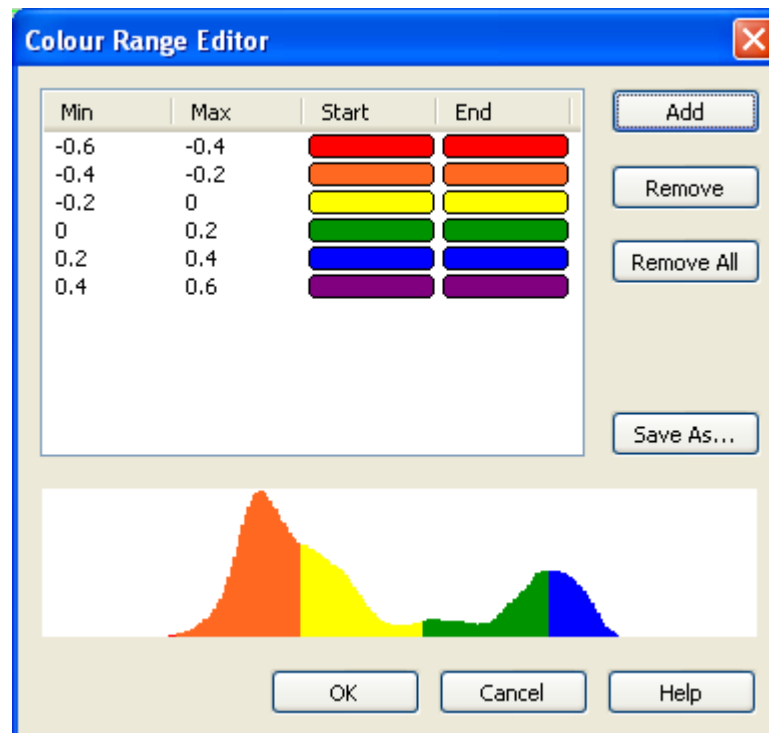 Colour Range Editor
Min Max Start End
-0.6 -0.4
-0.4 -0.2
-0.2 0
0 0.2
0.2 0.4
0.4 0.6
Add
Remove
Remove All
Save As...
OK Cancel Help